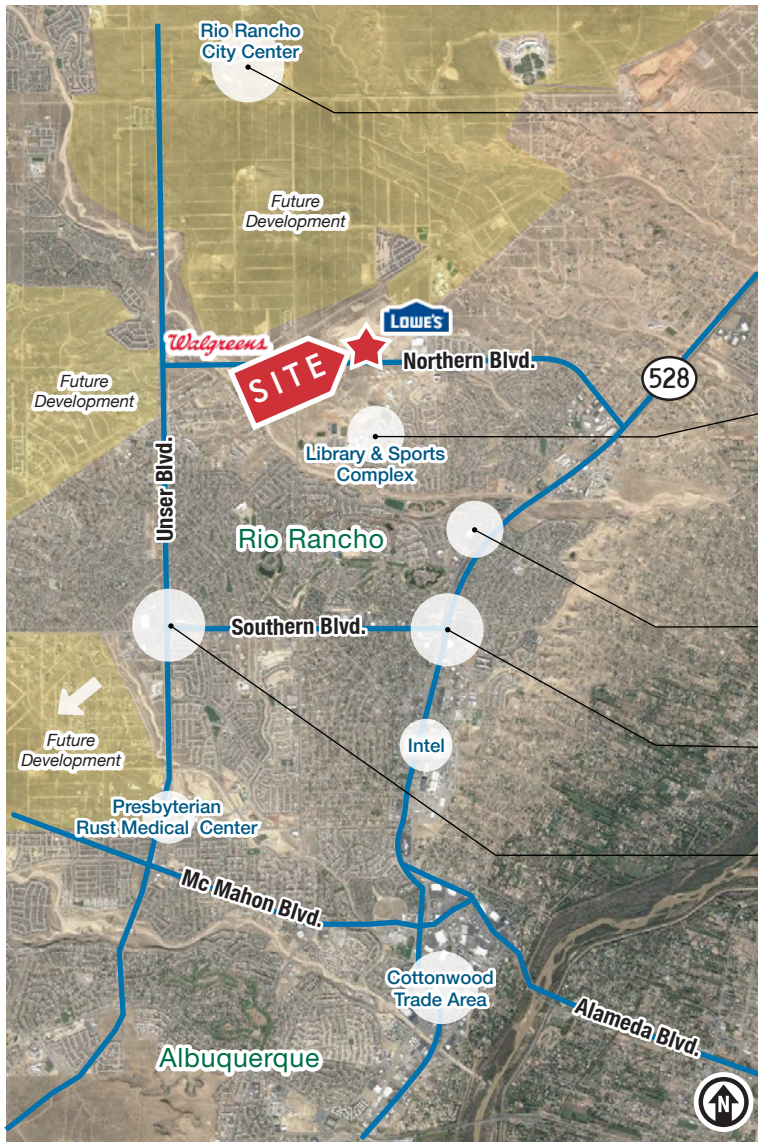 Rio Rancho
City Center
Future
Development
LOWE'S
Walgreens
SITE
Northern Blvd.
528
Future
Development
Unser Blvd.
Library & Sports
Complex
Rio Rancho
Southern Blvd.
Future
Development
Intel
Presbyterian
Rust Medical Center
Mc Mahon Blvd.
Cottonwood
Trade Area
Alameda Blvd.
Albuquerque
N